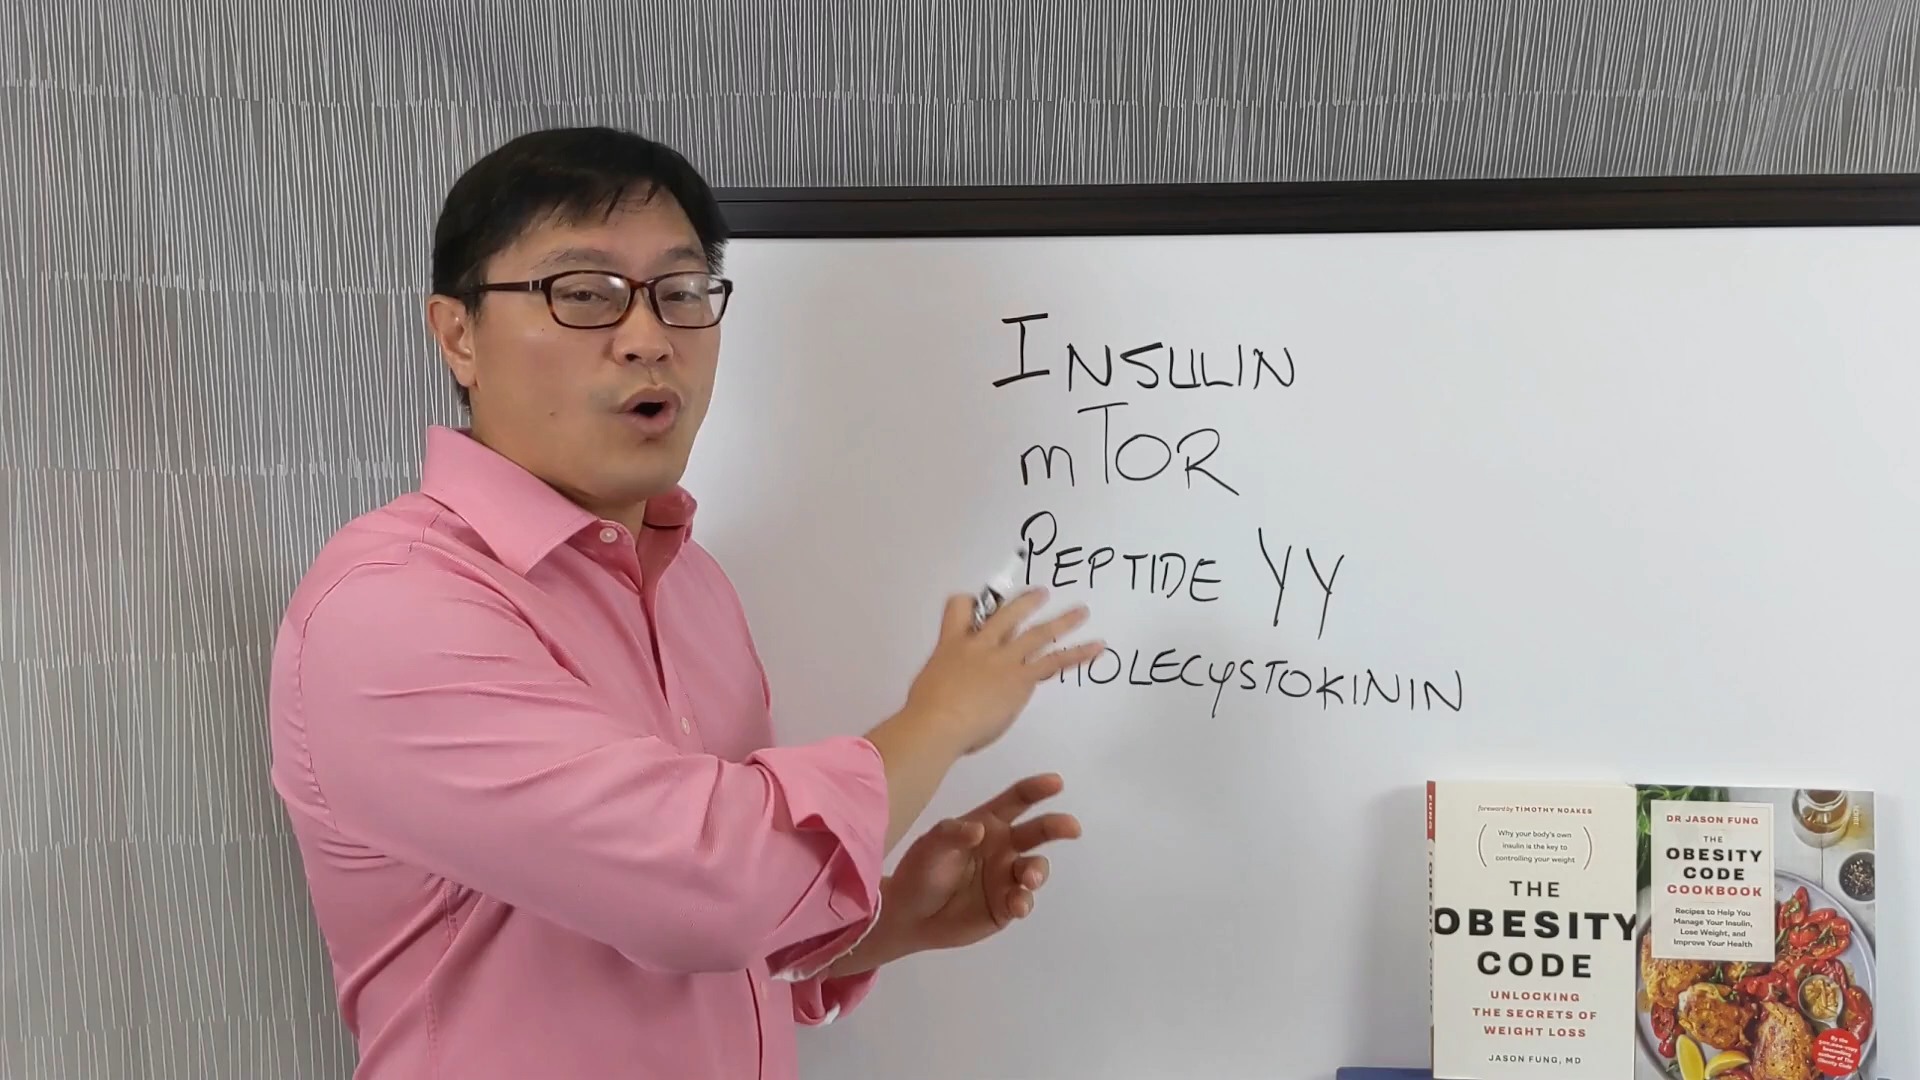 INSULIN
mTOR
PEPTIDE YY
CHOLECYSTOKININ
foreword by TIMOTHY NOAKES
Why your body's own
insulin is the key to
controlling your weight
THE
OBESITY
CODE
UNLOCKING
THE SECRETS OF
WEIGHT LOSS
JASON FUNG, MD
FUNG
DR JASON FUNG
THE
OBESITY
CODE
COOKBOOK
Recipes to Help You
Manage Your Insulin,
Lose Weight, and
Improve Your Health